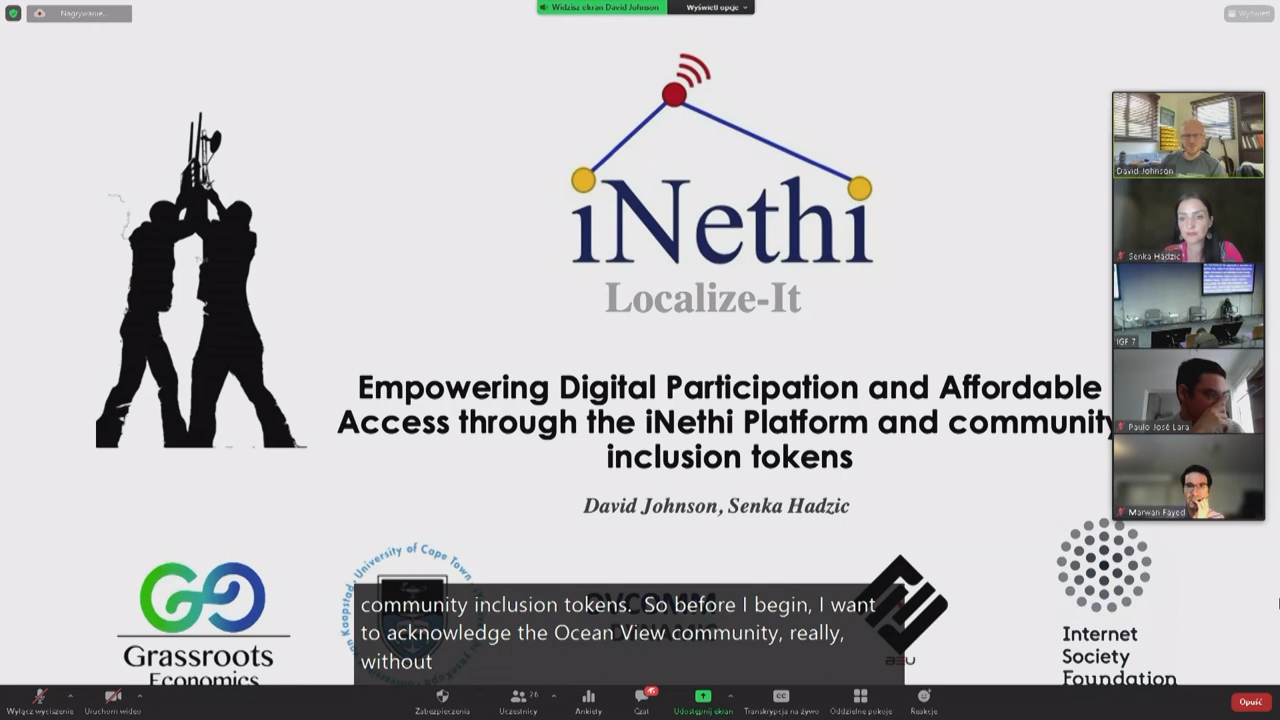 Nagrywanie...
Widzisz ekran David Johnson
Wyświetl opcje
Wyświetl
iNethi
Localize-It
Empowering Digital Participation and Affordable
Access through the iNethi Platform and community
inclusion tokens
David Johnson, Senka Hadzic
David Johnson
Senka Hadzic
IGF 7
Paulo José Lara
Marwan Fayed
Grassroots
Economics
University of Cape Town
community inclusion tokens. So before I begin, I want
to acknowledge the Ocean View community, really,
without
Internet
Society
Foundation
Wyłącz wyciszenie
Uruchom wideo
Zabezpieczenia
Uczestnicy
76
Ankiety
Czat
Udostępnij ekran
Transkrypcja na żywo
Oddzielne pokoje
Reakcje
Opuść